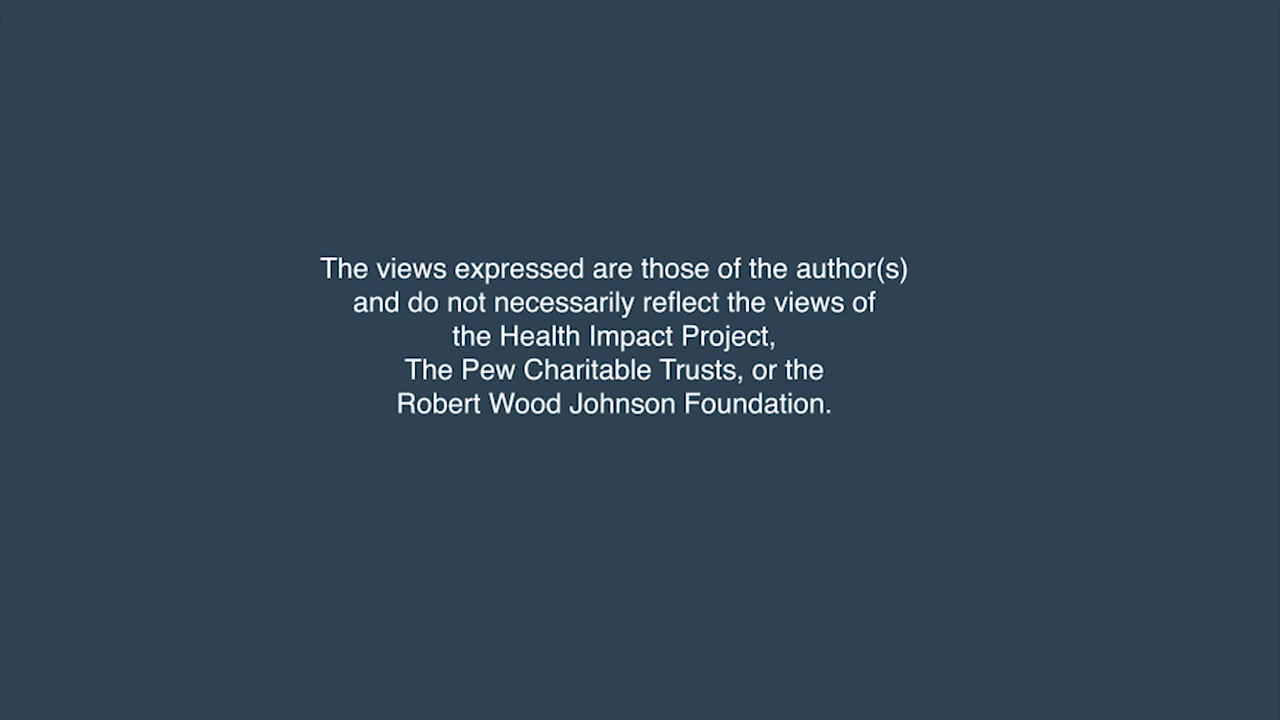 The views expressed are those of the author(s)
and do not necessarily reflect the views of
the Health Impact Project,
The Pew Charitable Trusts, or the
Robert Wood Johnson Foundation.